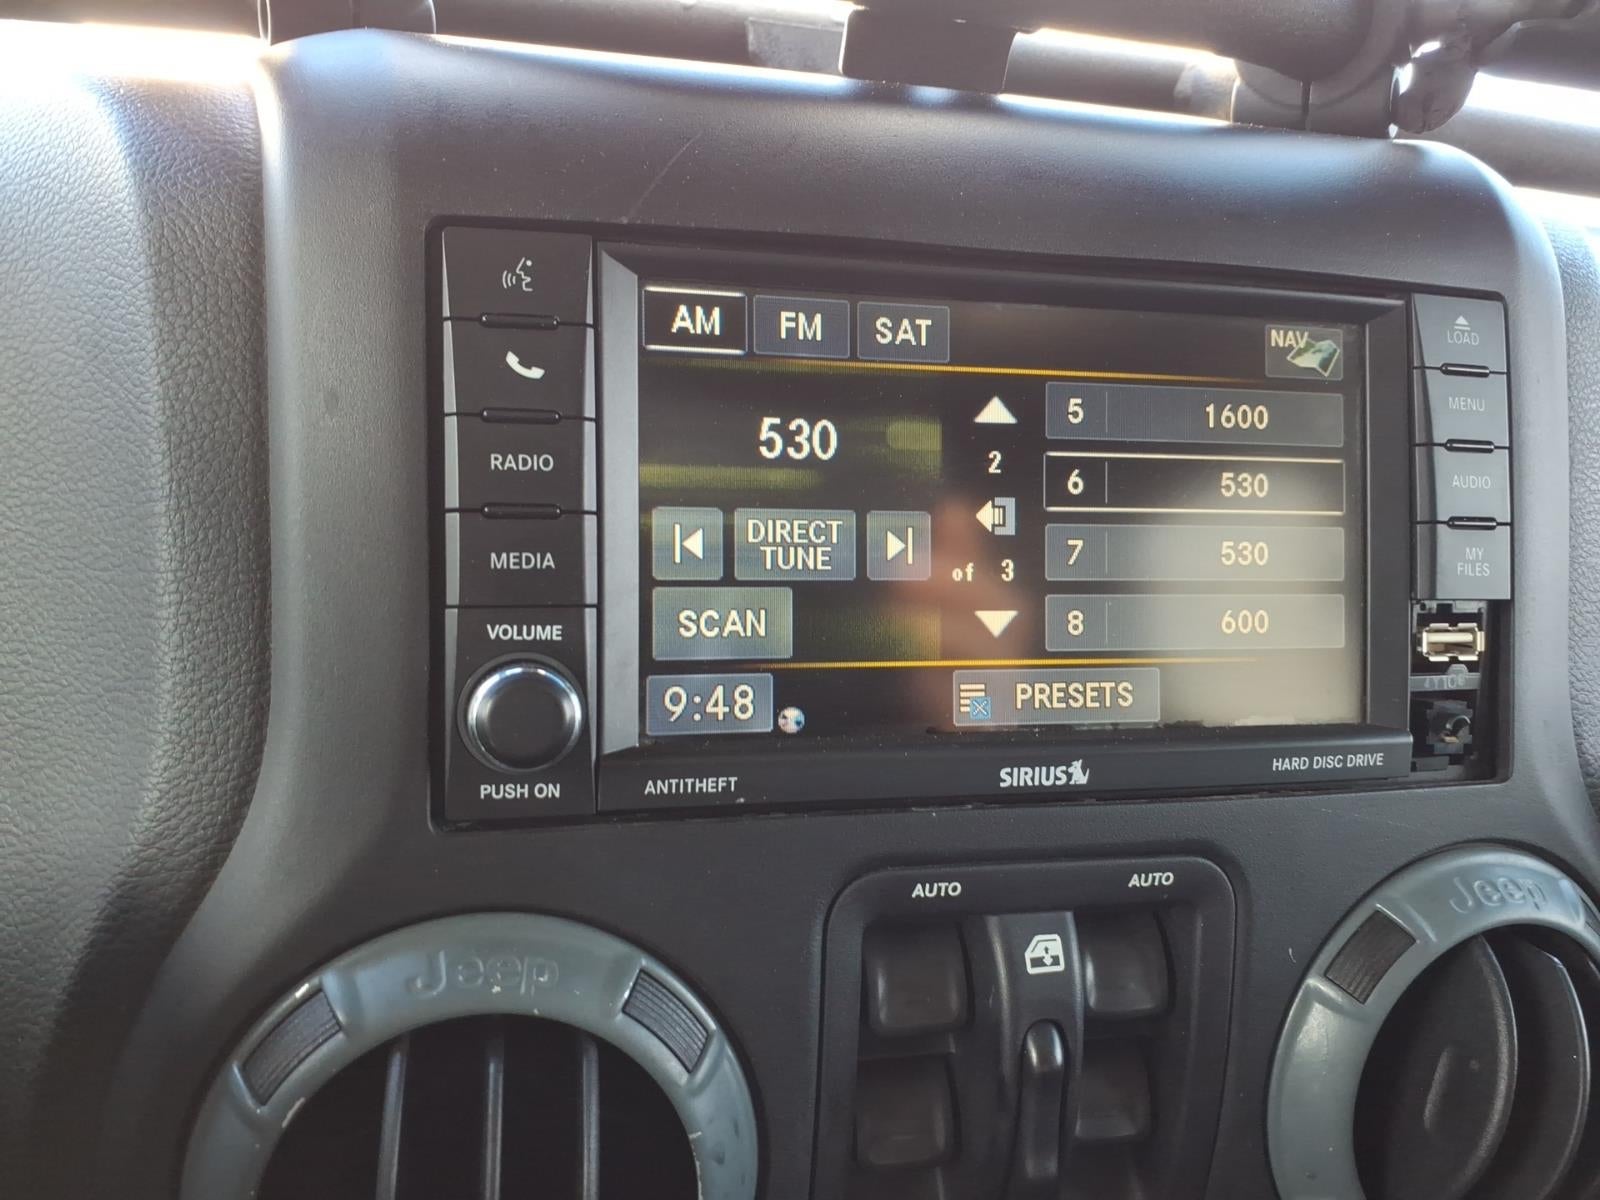 AM FM SAT NAV
LOAD
MENU
AUDIO
MY
FILES
RADIO
MEDIA
VOLUME
PUSH ON
530
DIRECT
TUNE
SCAN
2
of 3
5 1600
6 530
7 530
8 600
9:48
PRESETS
ANTITHEFT
SIRIUS
HARD DISC DRIVE
AUTO
AUTO
Jeep
Jeep